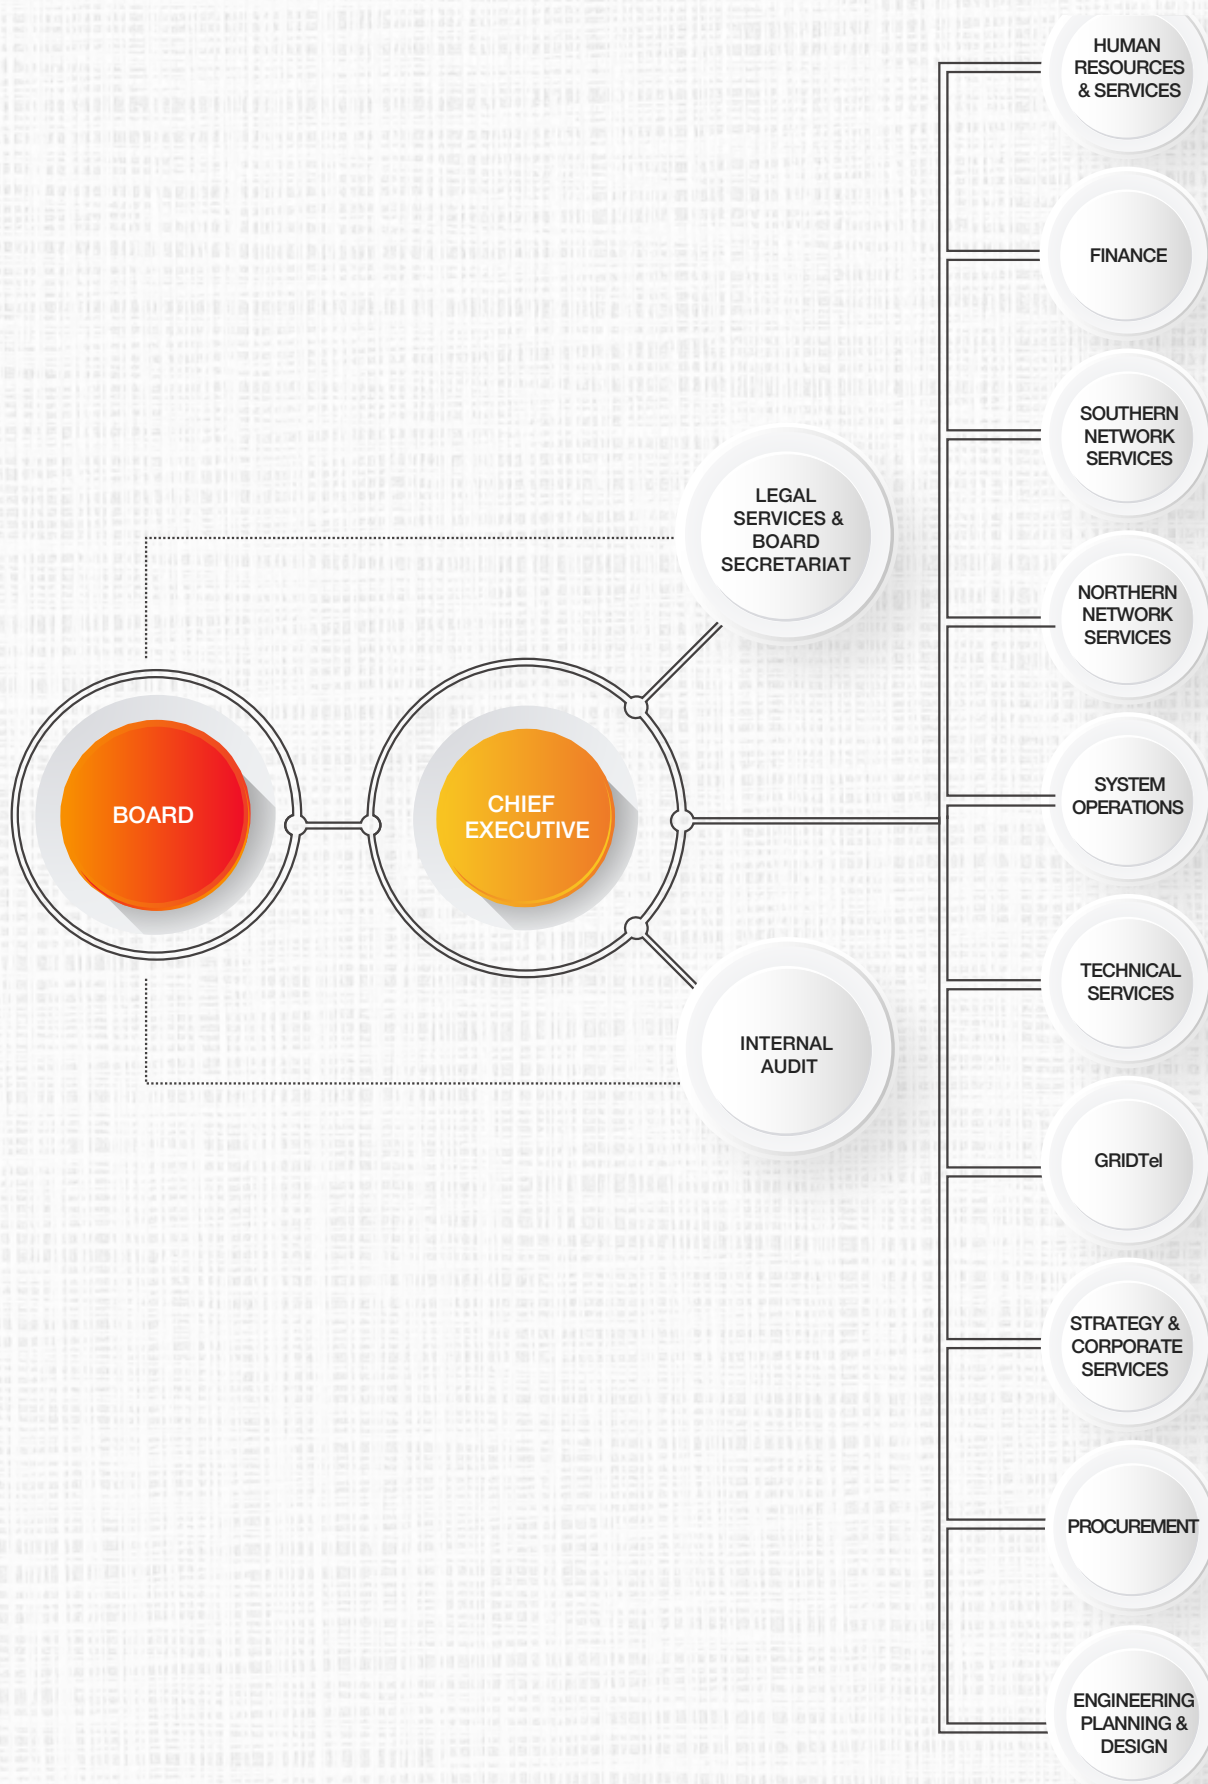 BOARD
CHIEF
EXECUTIVE
LEGAL
SERVICES &
BOARD
SECRETARIAT
INTERNAL
AUDIT
HUMAN
RESOURCES
& SERVICES
FINANCE
SOUTHERN
NETWORK
SERVICES
NORTHERN
NETWORK
SERVICES
SYSTEM
OPERATIONS
TECHNICAL
SERVICES
GRIDTel
STRATEGY &
CORPORATE
SERVICES
PROCUREMENT
ENGINEERING
PLANNING &
DESIGN